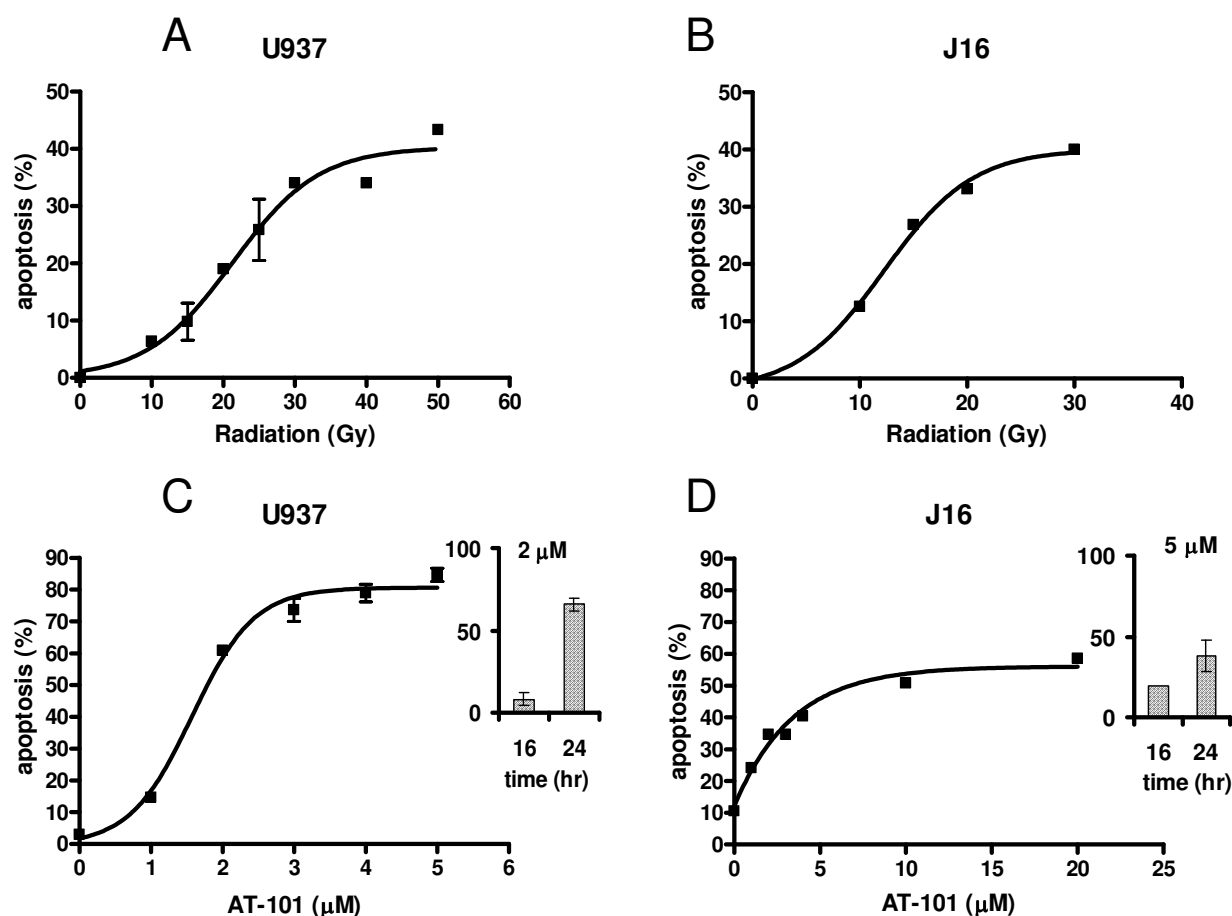 A
U937
50
40
30
20
10
0
apoptosis (%)
0 10 20 30 40 50 60
Radiation (Gy)
B
J16
50
40
30
20
10
0
apoptosis (%)
0 10 20 30 40
Radiation (Gy)
C
U937
90
80
70
60
50
40
30
20
10
0
apoptosis (%)
0 1 2 3 4 5 6
AT-101 (μM)
2 μM
100
50
0
16 24
time (hr)
D
J16
90
80
70
60
50
40
30
20
10
0
apoptosis (%)
0 5 10 15 20 25
AT-101 (μM)
5 μM
100
50
0
16 24
time (hr)